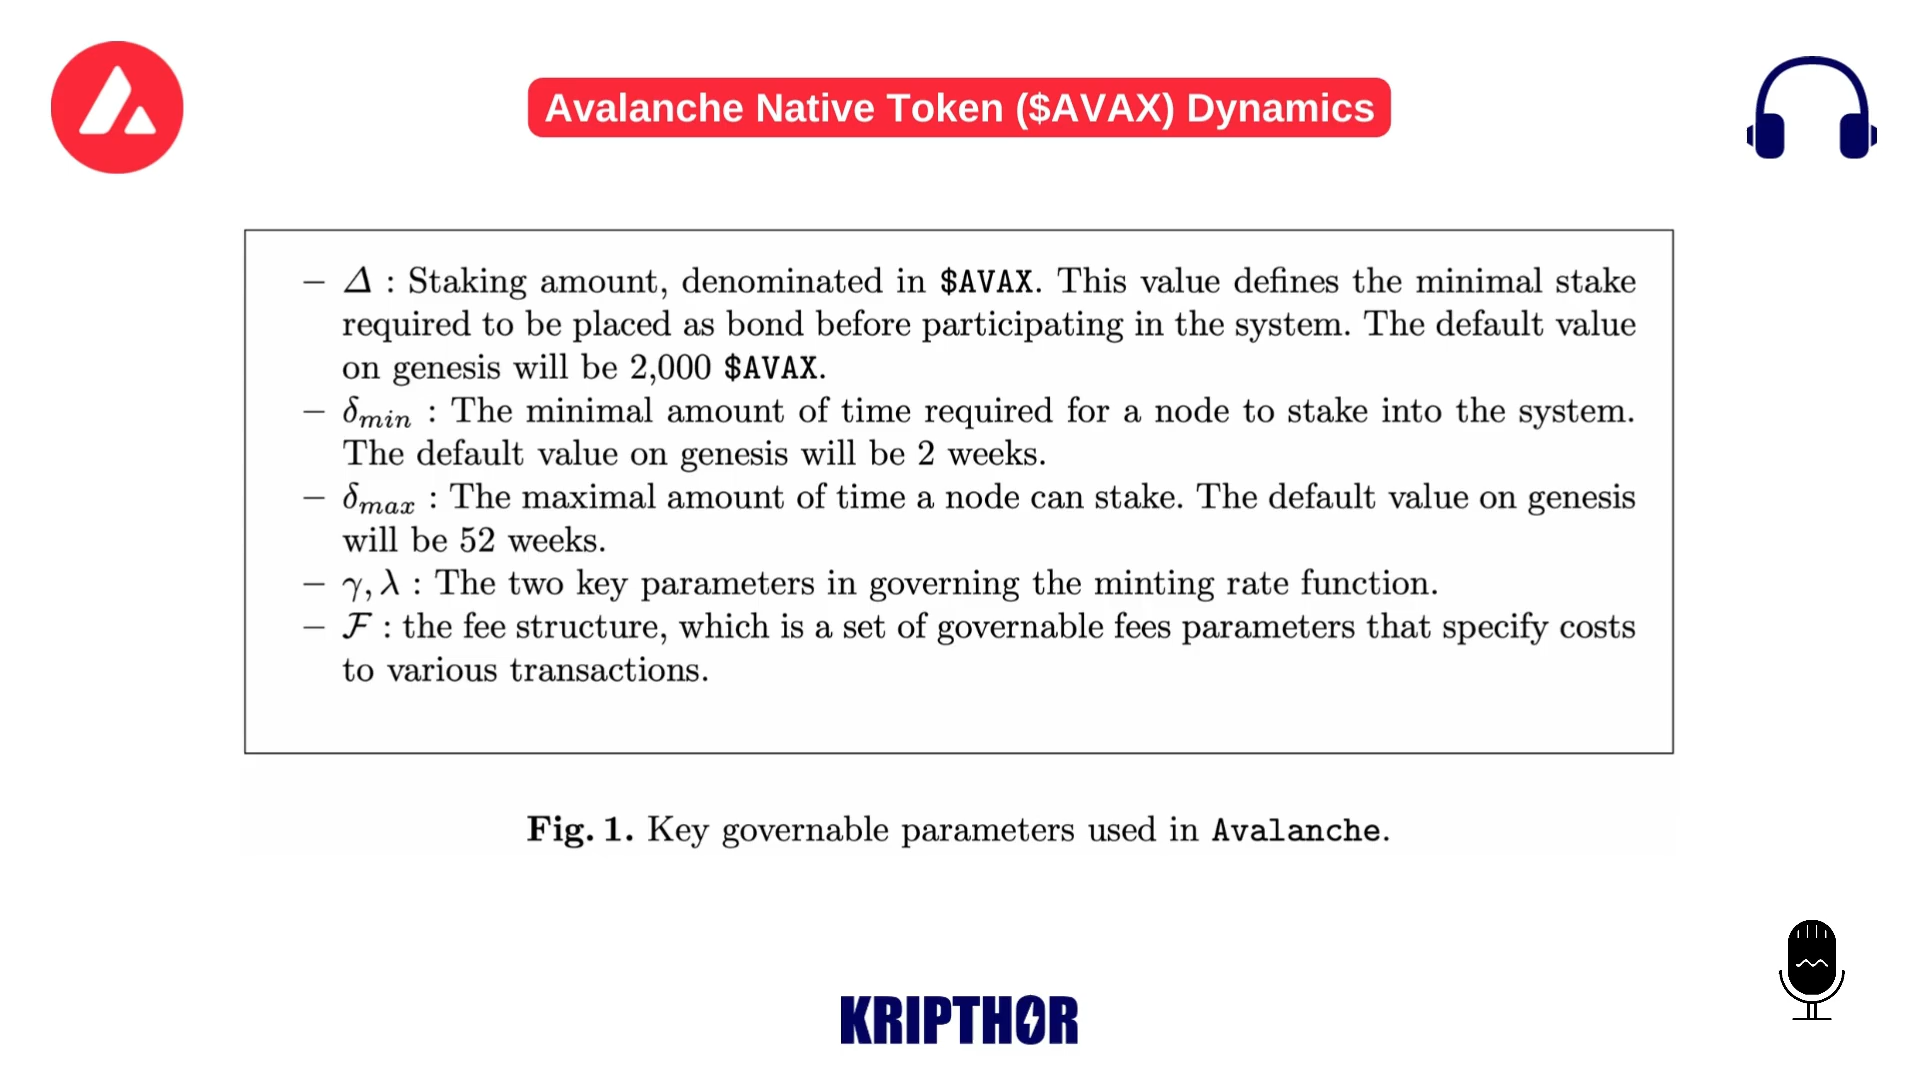 Avalanche Native Token ($AVAX) Dynamics
– Δ : Staking amount, denominated in $AVAX. This value defines the minimal stake
required to be placed as bond before participating in the system. The default value
on genesis will be 2,000 $AVAX.
– δmin : The minimal amount of time required for a node to stake into the system.
The default value on genesis will be 2 weeks.
– δmax : The maximal amount of time a node can stake. The default value on genesis
will be 52 weeks.
– γ, λ : The two key parameters in governing the minting rate function.
– ℱ : the fee structure, which is a set of governable fees parameters that specify costs
to various transactions.
Fig. 1. Key governable parameters used in Avalanche.
KRIPTHOR